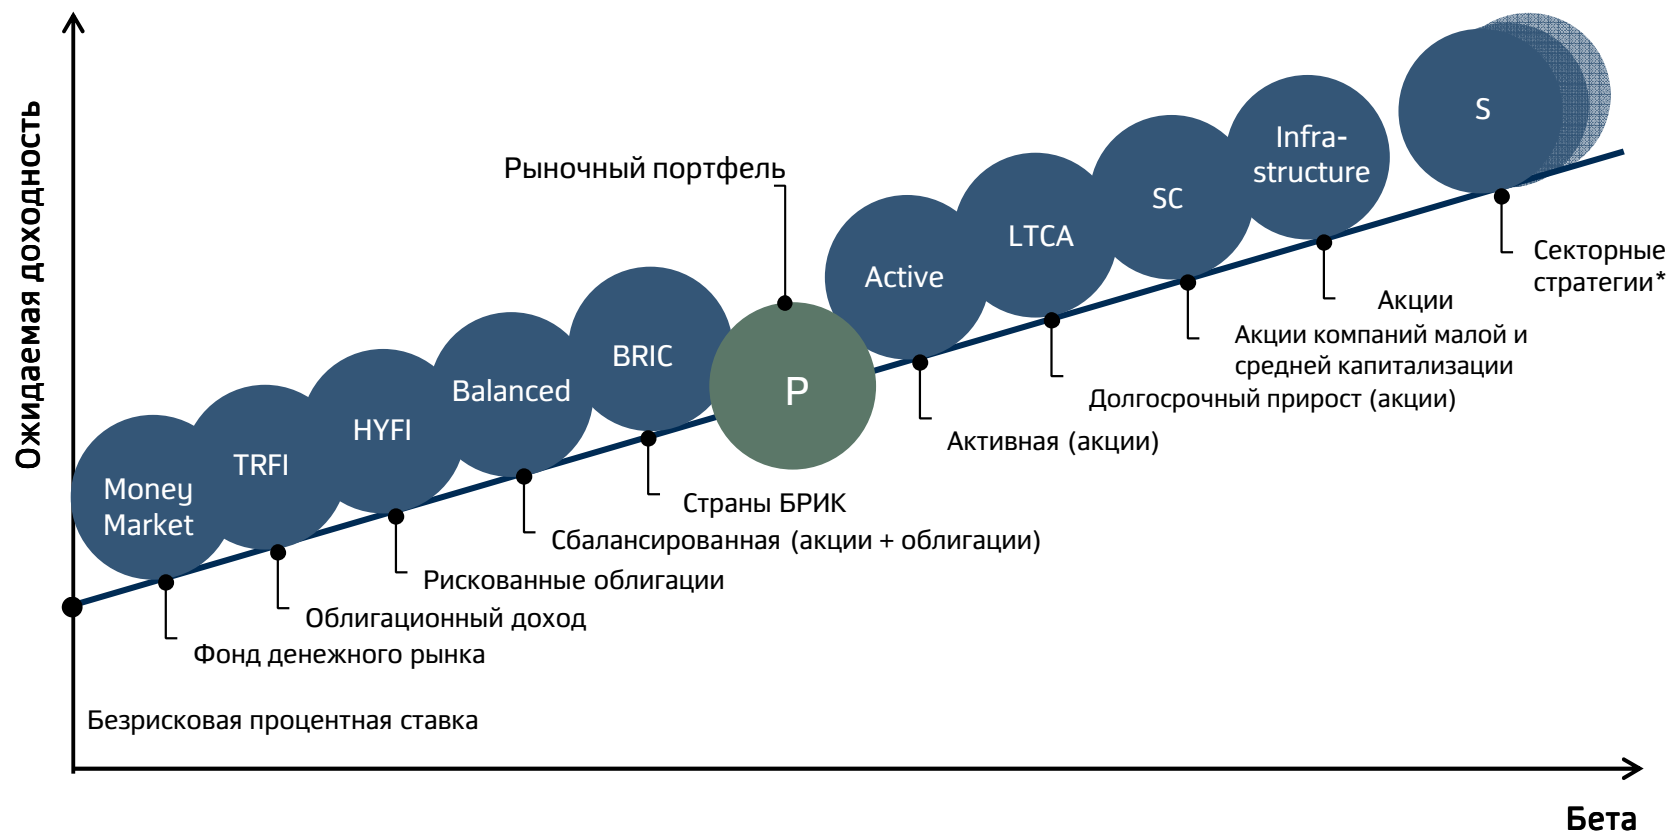 Ожидаемая доходность
Рыночный портфель
S
Infra-
structure
SC
LTCA
Active
BRIC
P
Balanced
HYFI
TRFI
Money
Market
Секторные
стратегии*
Акции
Акции компаний малой и
средней капитализации
Долгосрочный прирост (акции)
Активная (акции)
Страны БРИК
Сбалансированная (акции + облигации)
Рискованные облигации
Облигационный доход
Фонд денежного рынка
Безрисковая процентная ставка
Бета